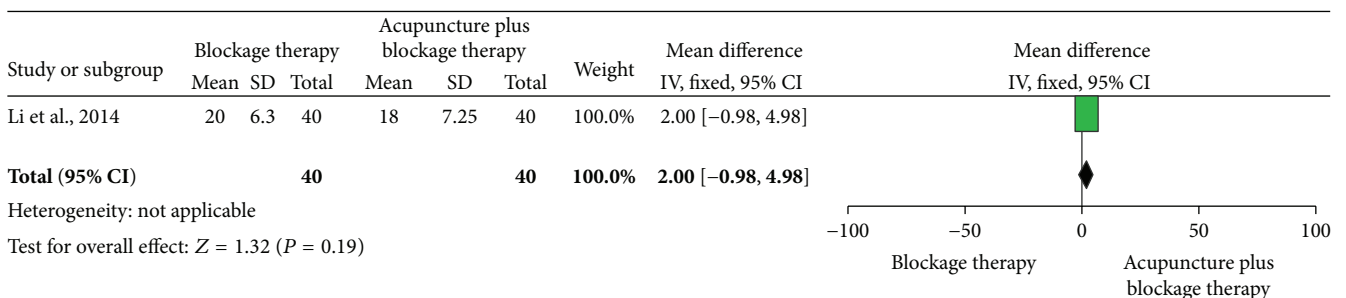 Study or subgroup Blockage therapy Acupuncture plus blockage therapy Weight Mean difference Mean difference
Mean SD Total Mean SD Total IV, fixed, 95% CI IV, fixed, 95% CI
Li et al., 2014 20 6.3 40 18 7.25 40 100.0% 2.00 [−0.98, 4.98]
Total (95% CI) 40 40 100.0% 2.00 [−0.98, 4.98]
Heterogeneity: not applicable
Test for overall effect: Z = 1.32 (P = 0.19)
−100 −50 0 50 100
Blockage therapy Acupuncture plus
blockage therapy